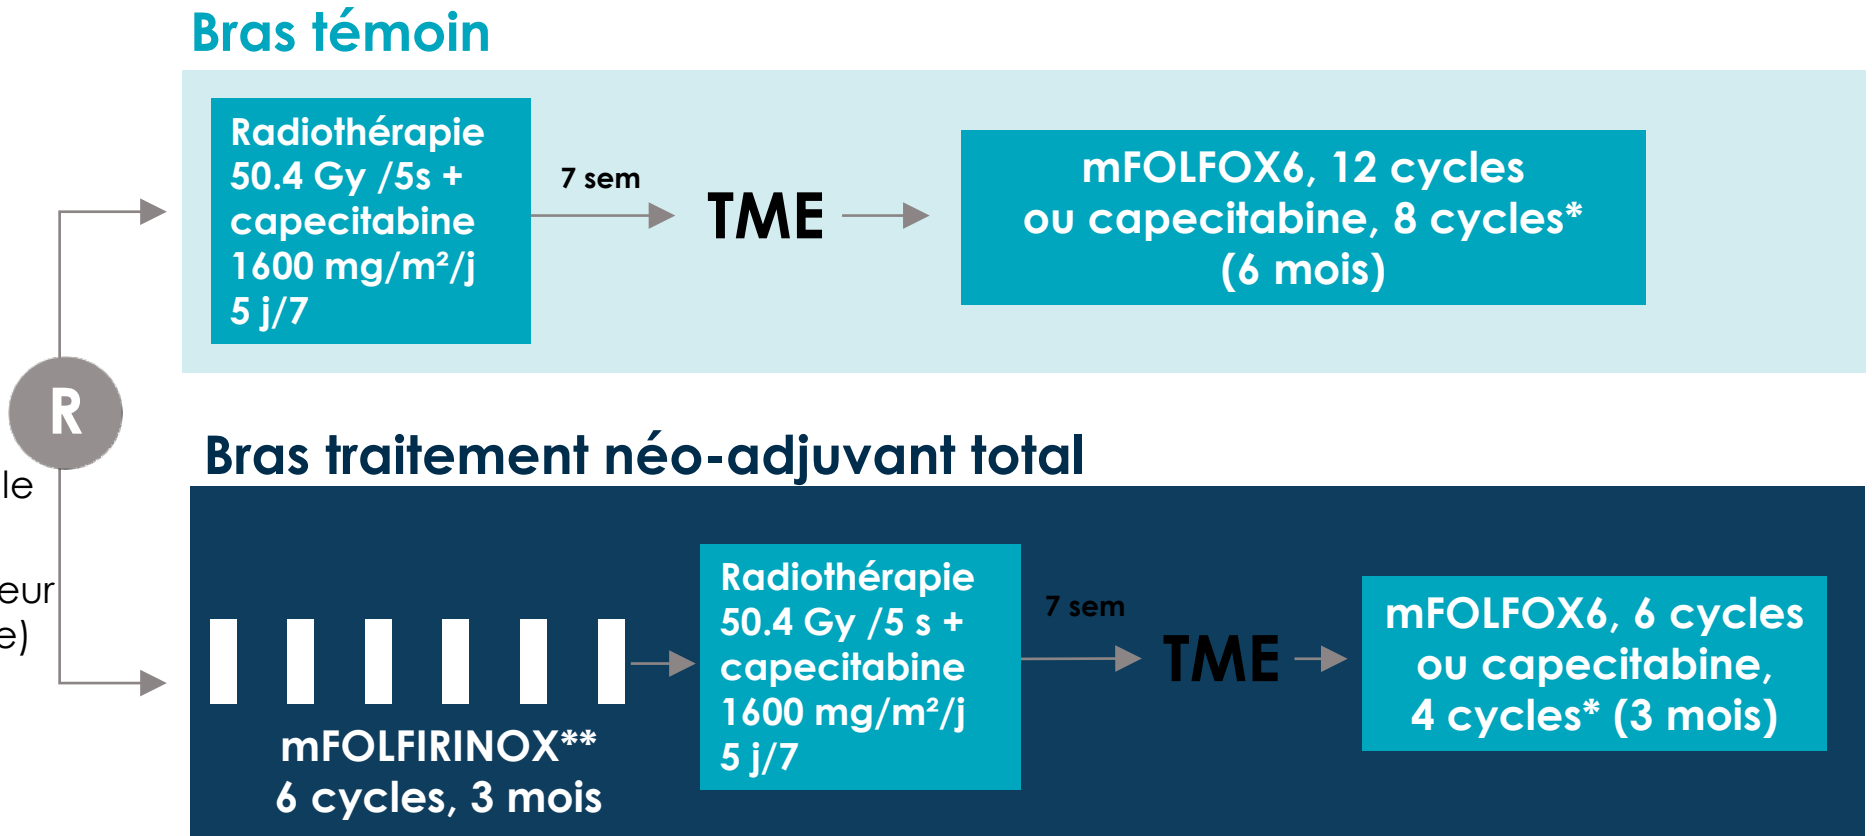 Bras témoin
Radiothérapie
50.4 Gy /5s +
capecitabine
1600 mg/m²/j
5 j/7
7 sem
TME
mFOLFOX6, 12 cycles
ou capecitabine, 8 cycles*
(6 mois)
R
le
eur
e)
Bras traitement néo-adjuvant total
mFOLFIRINOX**
6 cycles, 3 mois
Radiothérapie
50.4 Gy /5 s +
capecitabine
1600 mg/m²/j
5 j/7
7 sem
TME
mFOLFOX6, 6 cycles
ou capecitabine,
4 cycles* (3 mois)